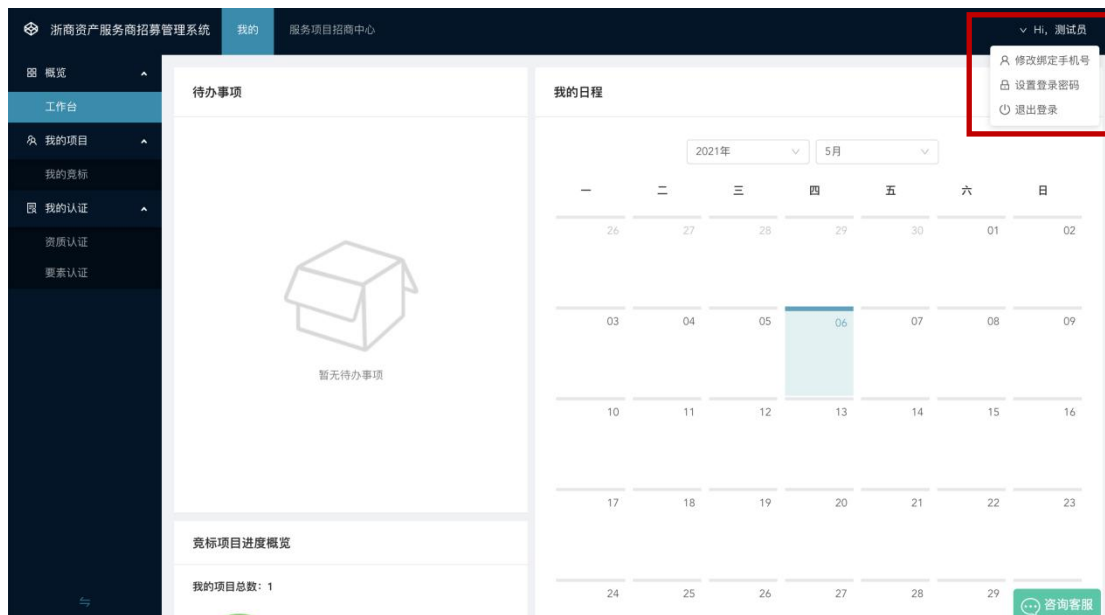 浙商资产服务商招募管理系统 我的 服务项目招商中心 Hi，测试员
修改绑定手机号
设置登录密码
退出登录
概览
工作台
我的项目
我的竞标
我的认证
资质认证
要素认证
待办事项
暂无待办事项
竞标项目进度概览
我的项目总数：1
我的日程
2021年 5月
一 二 三 四 五 六 日
26 27 28 29 30 01 02
03 04 05 06 07 08 09
10 11 12 13 14 15 16
17 18 19 20 21 22 23
24 25 26 27 28 29
咨询客服